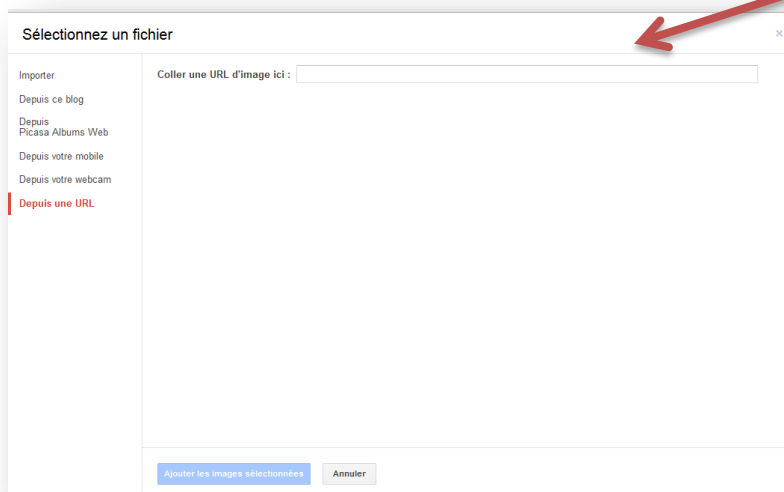 Sélectionnez un fichier
×
Importer
Coller une URL d'image ici :
Depuis ce blog
Depuis
Picasa Albums Web
Depuis votre mobile
Depuis votre webcam
Depuis une URL
Ajouter les images sélectionnées
Annuler